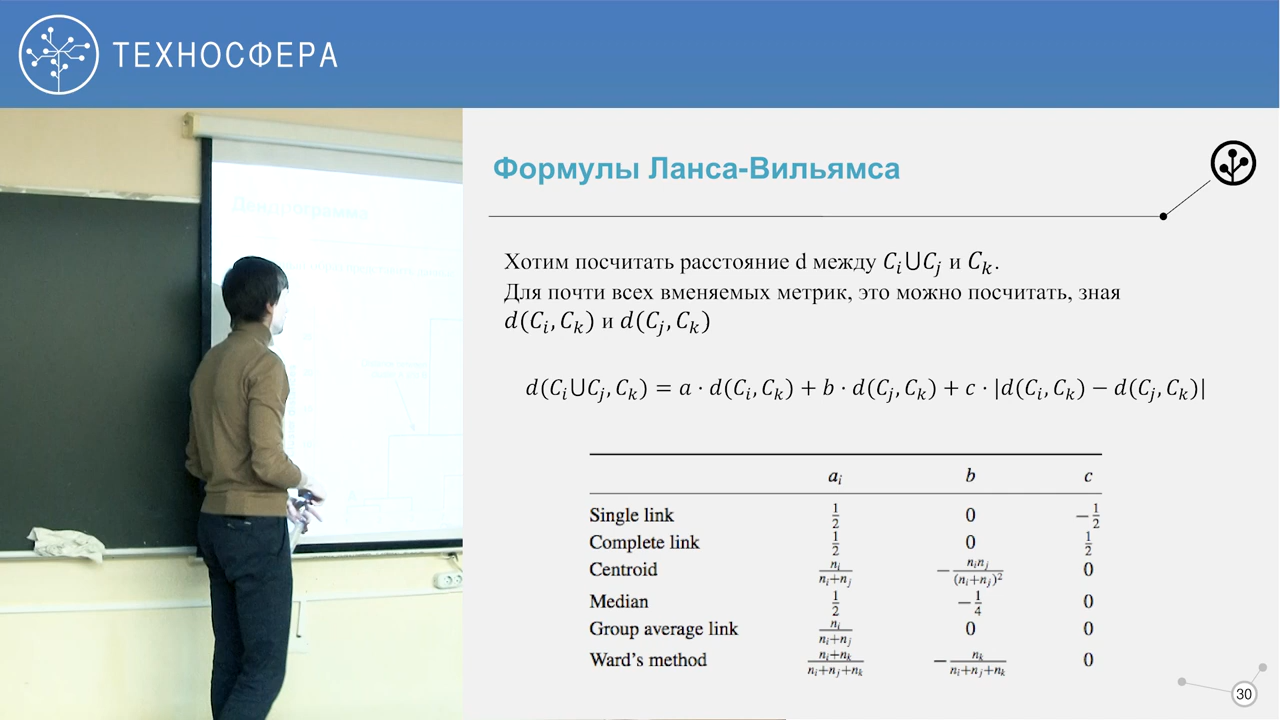 ТЕХНОСФЕРА
Формулы Ланса-Вильямса
Хотим посчитать расстояние d между C_i⋃C_j и C_k.
Для почти всех вменяемых метрик, это можно посчитать, зная
d(C_i, C_k) и d(C_j, C_k)
d(C_i⋃C_j, C_k) = a · d(C_i, C_k) + b · d(C_j, C_k) + c · |d(C_i, C_k) − d(C_j, C_k)|
a_i b c
Single link 1/2 0 −1/2
Complete link 1/2 0 1/2
Centroid n_i/(n_i+n_j) −n_i n_j/(n_i+n_j)² 0
Median 1/2 −1/4 0
Group average link n_i/(n_i+n_j) 0 0
Ward's method (n_i+n_k)/(n_i+n_j+n_k) −n_k/(n_i+n_j+n_k) 0
30